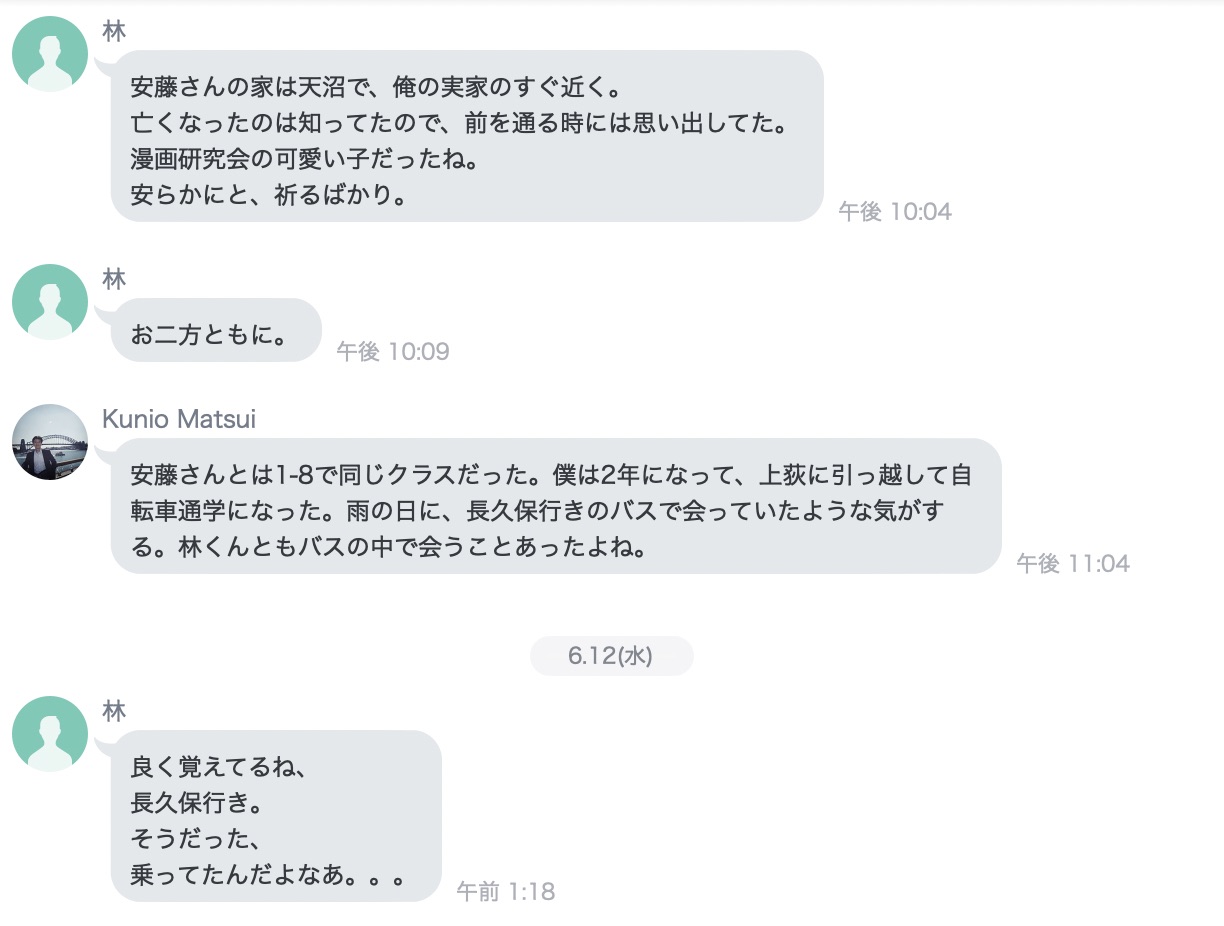 林
安藤さんの家は天沼で、俺の実家のすぐ近く。
亡くなったのは知ってたので、前を通る時には思い出してた。
漫画研究会の可愛い子だったね。
安らかにと、祈るばかり。
午後 10:04
林
お二方ともに。
午後 10:09
Kunio Matsui
安藤さんとは1-8で同じクラスだった。僕は2年になって、上荻に引っ越して自
転車通学になった。雨の日に、長久保行きのバスで会っていたような気がす
る。林くんともバスの中で会うことあったよね。
午後 11:04
6.12(水)
林
良く覚えてるね、
長久保行き。
そうだった、
乗ってたんだよなあ。。。
午前 1:18